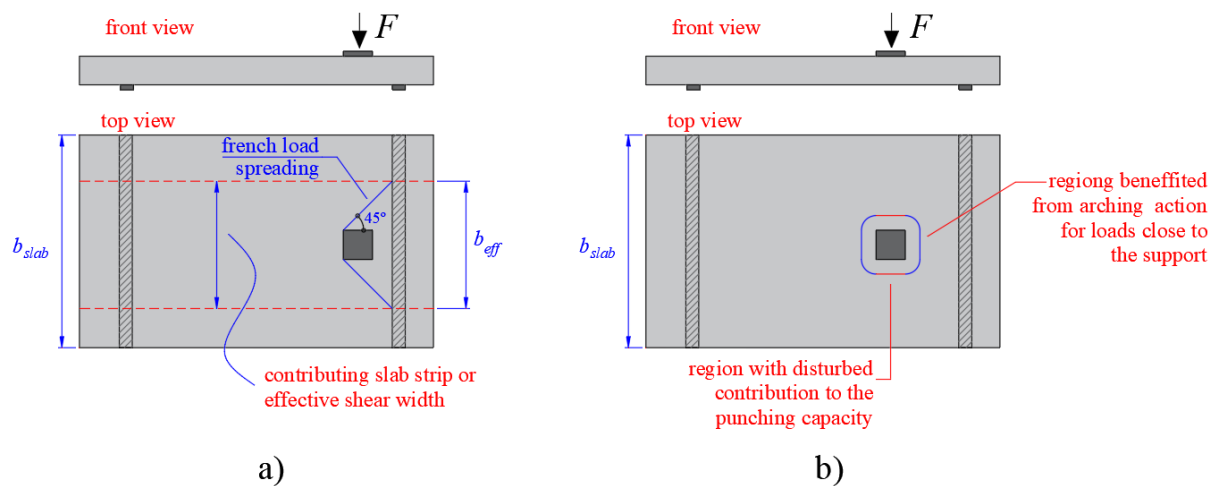 front view
F
top view
french load
spreading
45º
b_slab
b_eff
contributing slab strip or
effective shear width
a)
front view
F
top view
b_slab
regiong beneffited
from arching action
for loads close to
the support
region with disturbed
contribution to the
punching capacity
b)